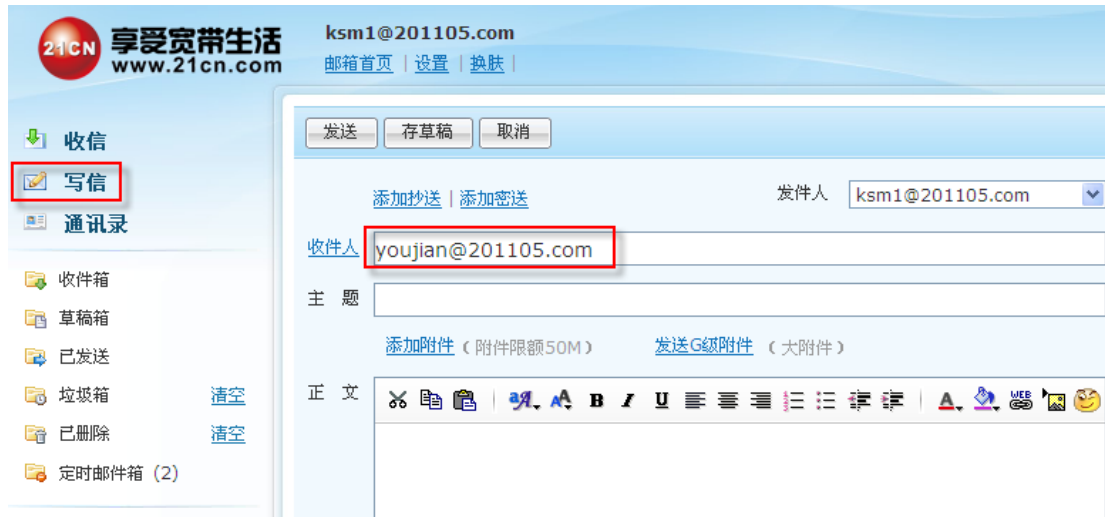 21CN 享受宽带生活
www.21cn.com
ksm1@201105.com
邮箱首页 | 设置 | 换肤 |
收信
写信
通讯录
收件箱
草稿箱
已发送
垃圾箱 清空
已删除 清空
定时邮件箱 (2)
发送 存草稿 取消
添加抄送 | 添加密送 发件人 ksm1@201105.com
收件人 youjian@201105.com
主 题
添加附件 (附件限额50M) 发送G级附件 (大附件)
正 文 B I U A WEB